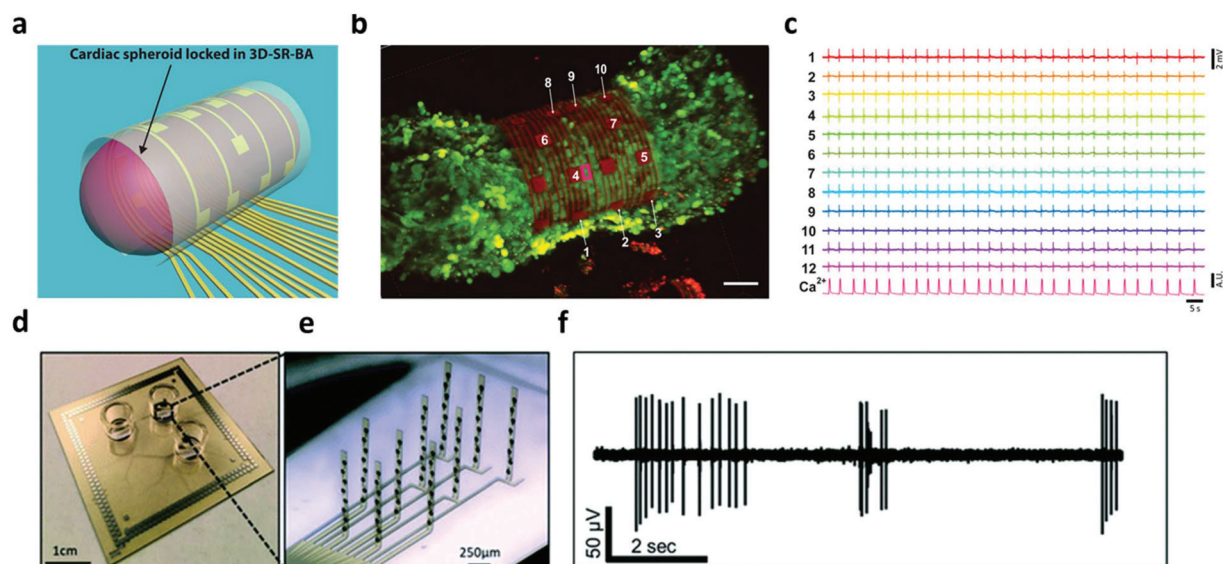 a
Cardiac spheroid locked in 3D-SR-BA
b
8
9
10
6
7
5
4
1
2
3
c
1
2
3
4
5
6
7
8
9
10
11
12
Ca²⁺
2 mV
A.U.
5 s
d
1cm
e
250µm
f
50 µV
2 sec